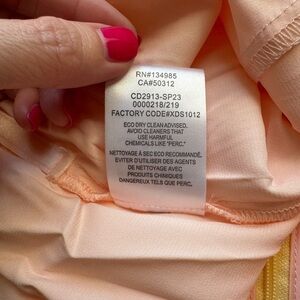 RN#134985
CA#50312
CD2913-SP23
0000218/219
FACTORY CODE#XDS1012
ECO DRY CLEAN ADVISED.
AVOID CLEANERS THAT
USE HARMFUL
CHEMICALS LIKE "PERC."
NETTOYAGE À SEC ECO RECOMMANDÉ.
EVITER D'UTILISER DES AGENTS
DE NETTOYAGE AVEC
PRODUITS CHIMIQUES
DANGEREUX TELS QUE PERC.